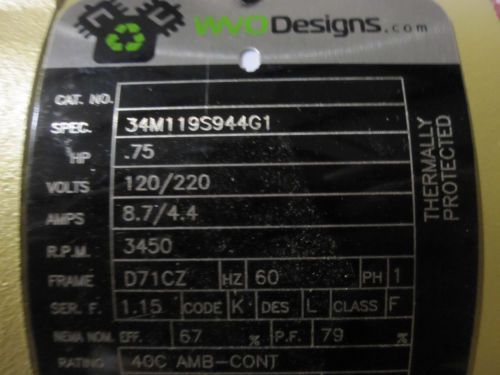 WVODesigns.com
CAT. NO.
SPEC. 34M119S944G1
HP .75
VOLTS 120/220
AMPS 8.7/4.4
R.P.M. 3450
FRAME D71CZ HZ 60 PH 1
SER. F. 1.15 CODE K DES L CLASS F
NEMA NOM. EFF. 67 % P.F. 79 %
RATING 40C AMB-CONT
THERMALLY
PROTECTED